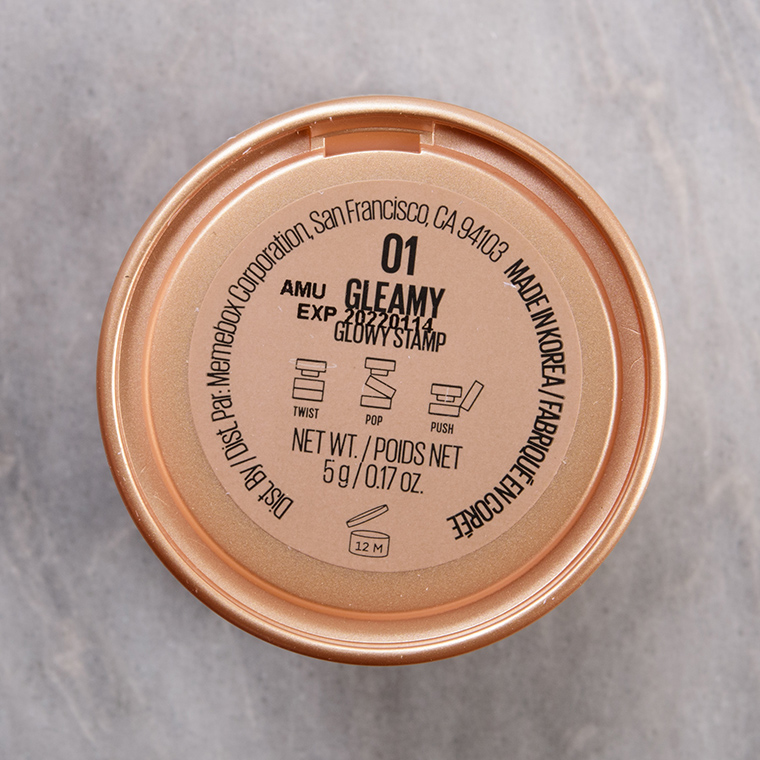 Dist. By / Dist. Par: Memebox Corporation, San Francisco, CA 94103
MADE IN KOREA / FABRIQUÉ EN CORÉE
01
GLEAMY
AMU
EXP 20220114
GLOWY STAMP
TWIST
POP
PUSH
NET WT. / POIDS NET
5 g / 0.17 oz.
12 M